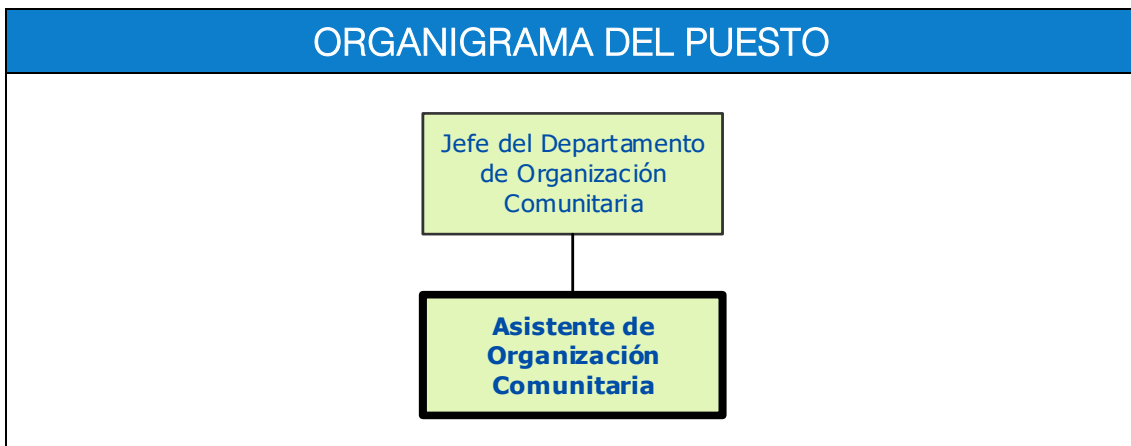 ORGANIGRAMA DEL PUESTO
Jefe del Departamento
de Organización
Comunitaria
Asistente de
Organización
Comunitaria